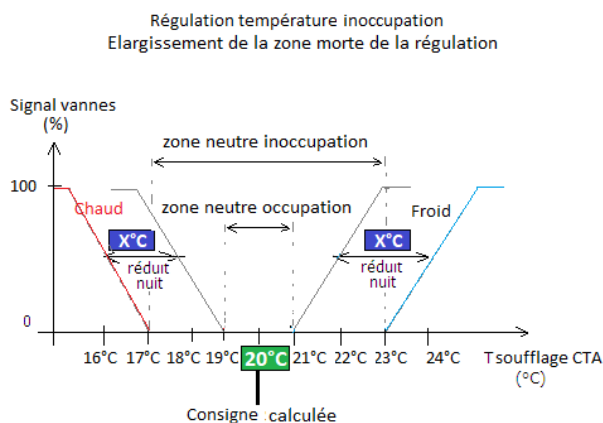 Régulation température inoccupation
Elargissement de la zone morte de la régulation
Signal vannes
(%)
zone neutre inoccupation
100
Chaud
zone neutre occupation
Froid
X°C
X°C
réduit
nuit
réduit
nuit
0
16°C 17°C 18°C 19°C 20°C 21°C 22°C 23°C 24°C
Tsoufflage CTA
(°C)
Consigne calculée